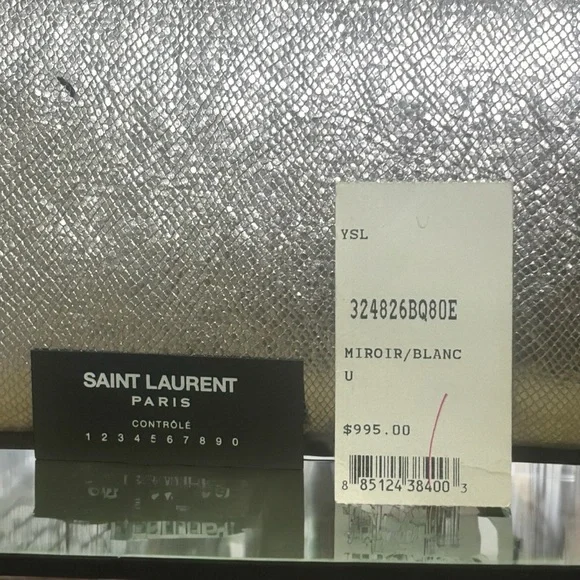 YSL
324826BQ80E
MIROIR/BLANC
U
$995.00
8 85124 38400 3
SAINT LAURENT
PARIS
CONTRÔLÉ
1 2 3 4 5 6 7 8 9 0